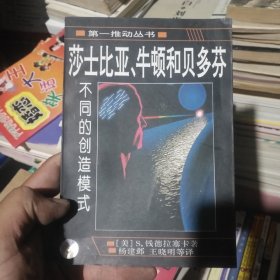 第一推动丛书
莎士比亚、牛顿和贝多芬
不同的创造模式
[美]S.钱德拉塞卡著
杨建邺 王晓明等译